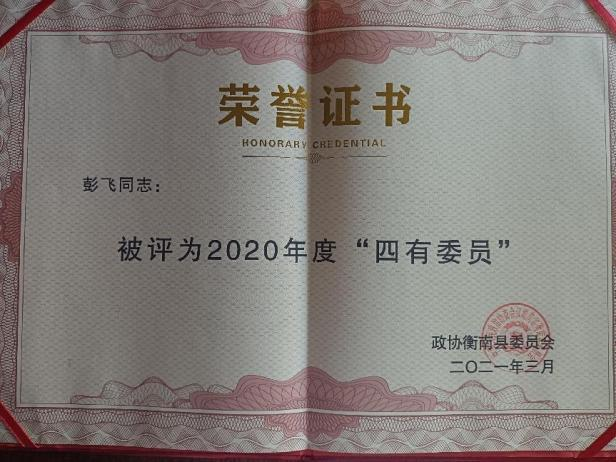 荣誉证书
HONORARY CREDENTIAL
彭飞同志：
被评为2020年度“四有委员”
政协衡南县委员会
二〇二一年三月